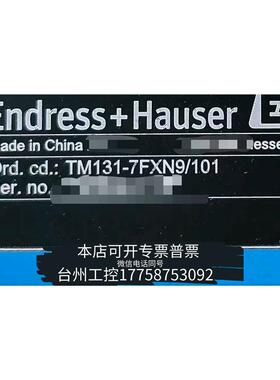 Endress+Hauser
Made in China
Ord. cd.: TM131-7FXN9/101
Ser. no.
本店可开专票普票
微信电话同号
台州工控17758753092